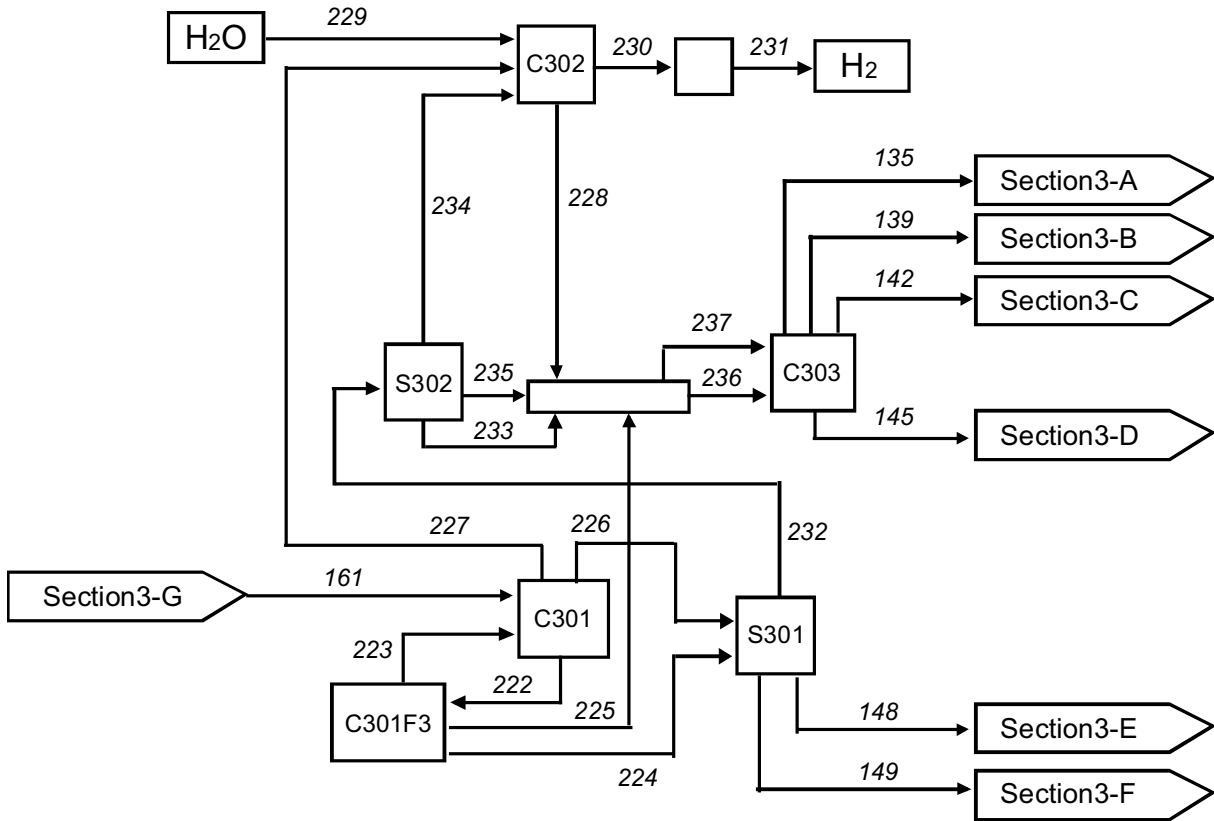 229
H2O
C302
230
231
H2
135
Section3-A
234
228
139
Section3-B
142
Section3-C
237
S302
235
236
C303
233
145
Section3-D
227
226
232
Section3-G
161
C301
S301
223
222
C301F3
225
148
Section3-E
224
149
Section3-F